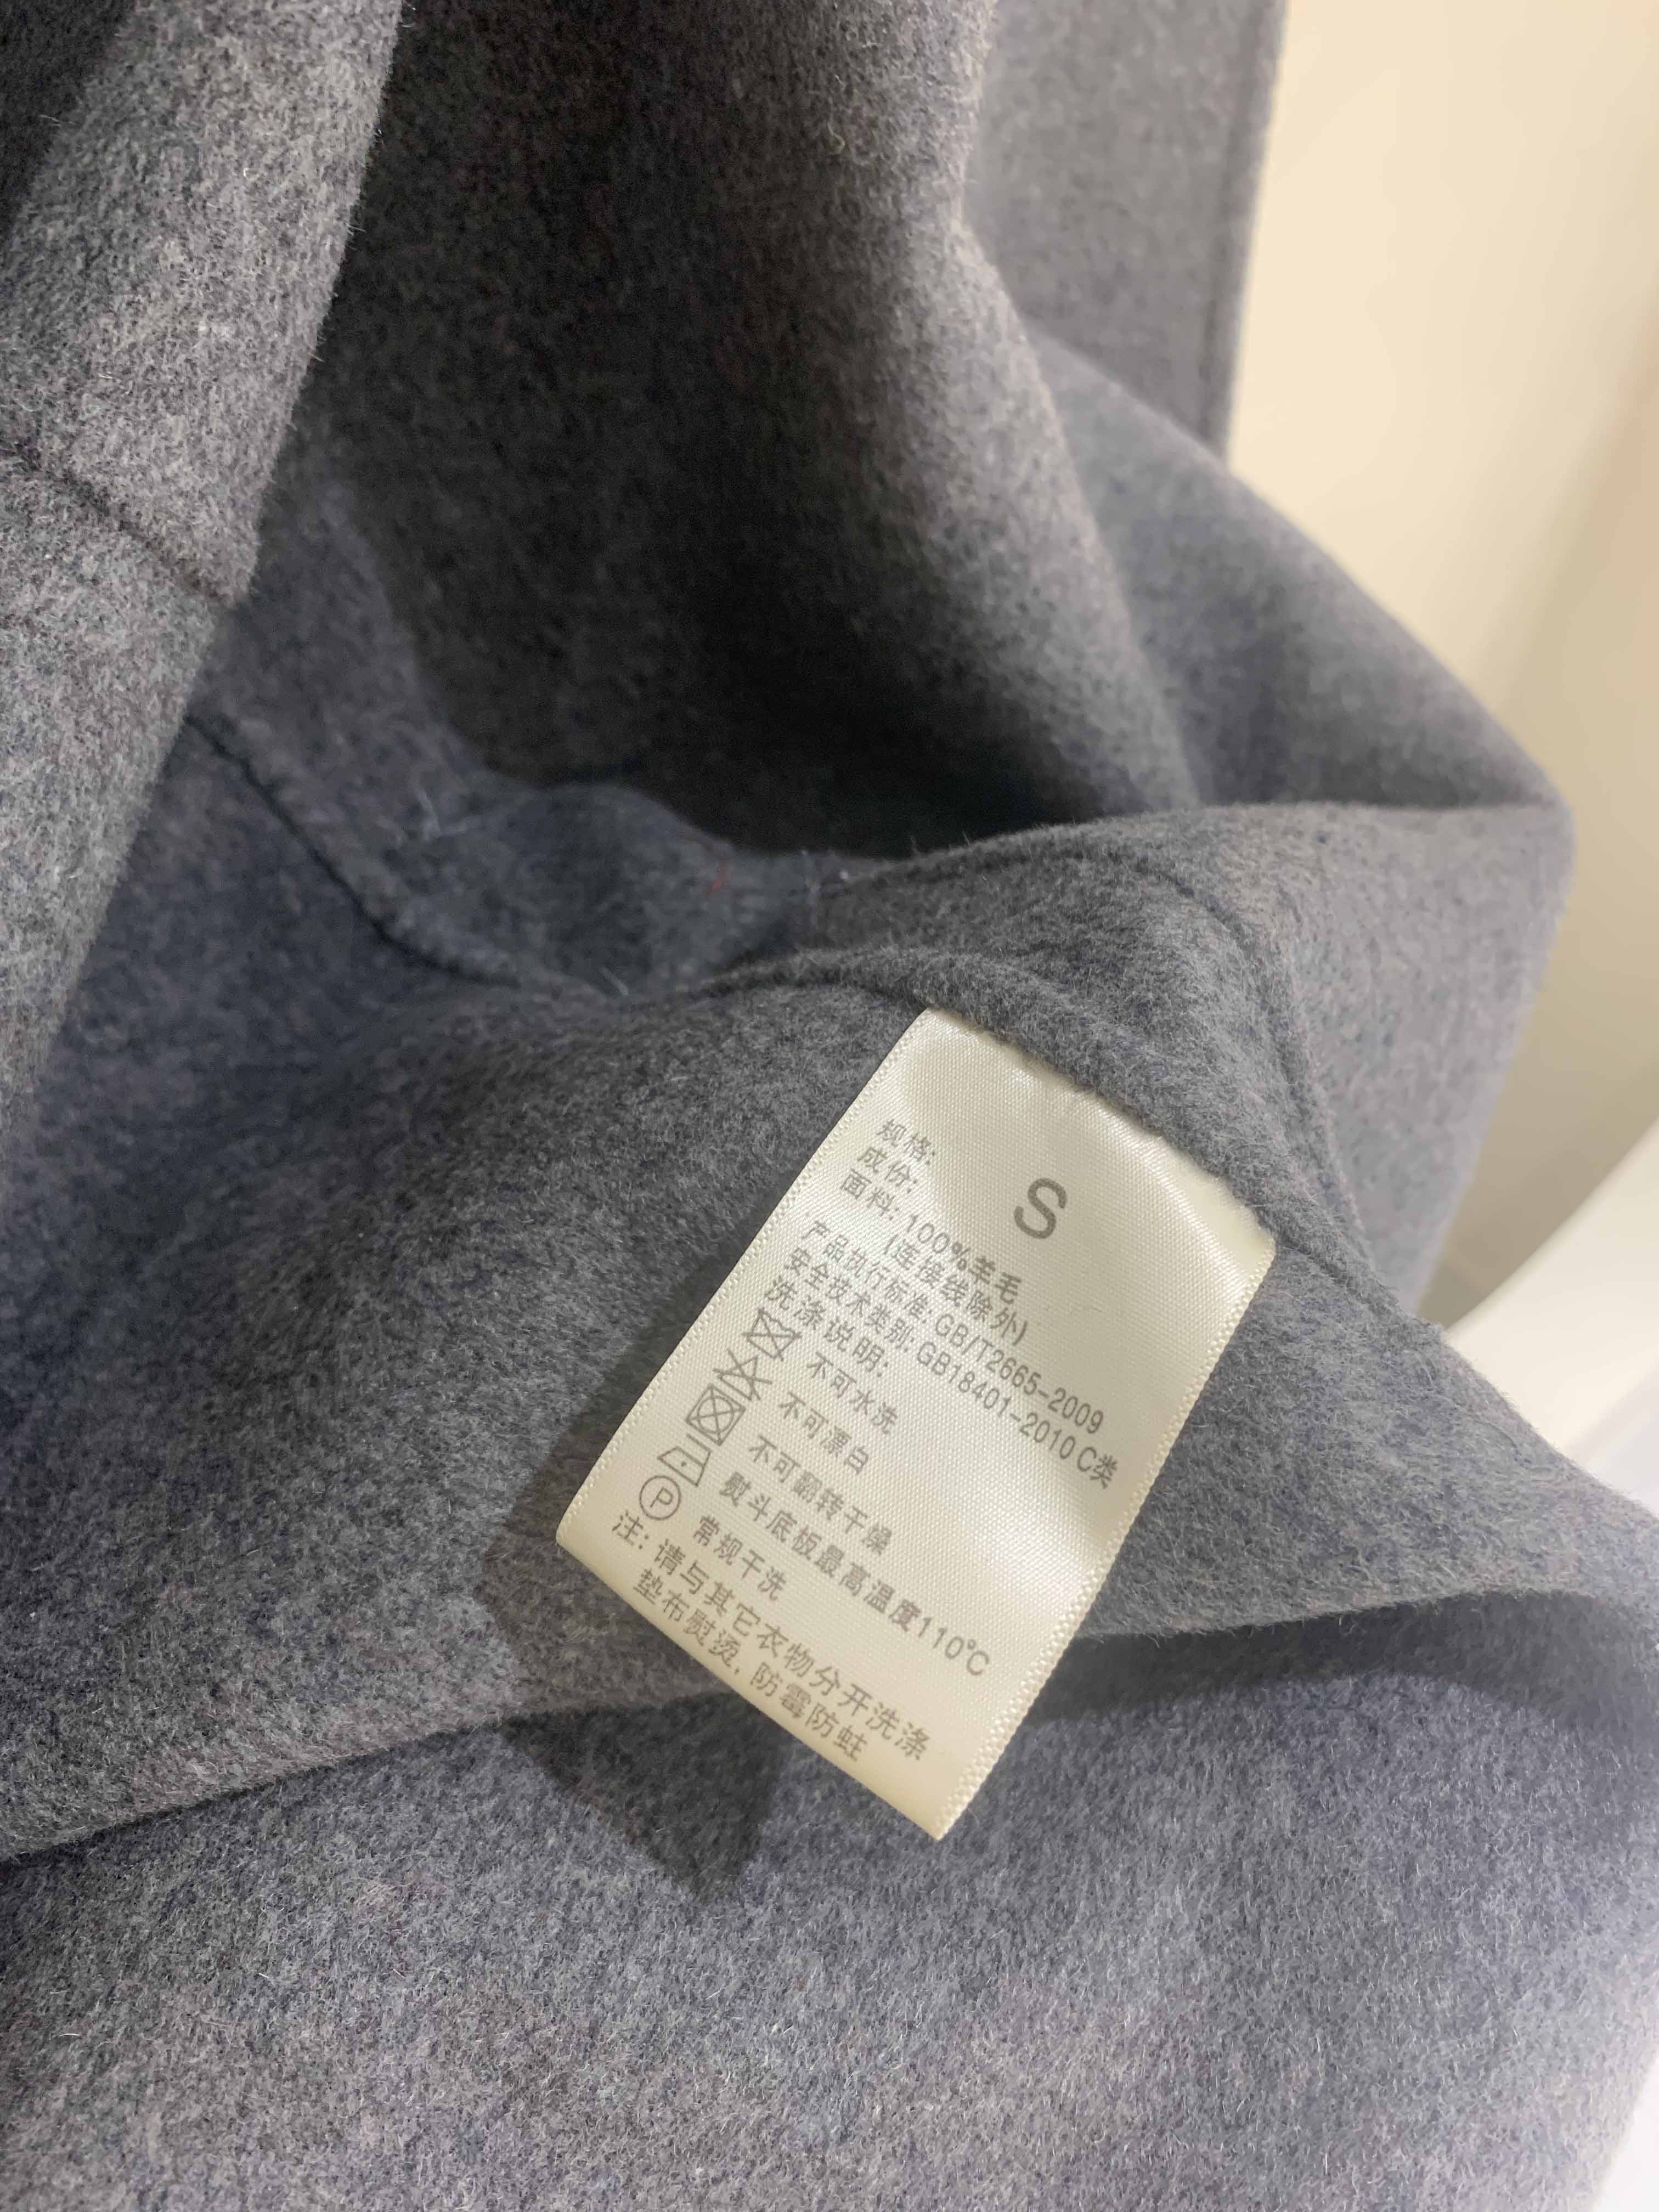 规格: S
成份:
面料: 100%羊毛
(连接线除外)
产品执行标准: GB/T2665-2009
安全技术类别: GB18401-2010 C类
洗涤说明:
不可水洗
不可漂白
不可翻转干燥
熨斗底板最高温度110℃
P 常规干洗
注: 请与其它衣物分开洗涤
垫布熨烫, 防霉防蛀